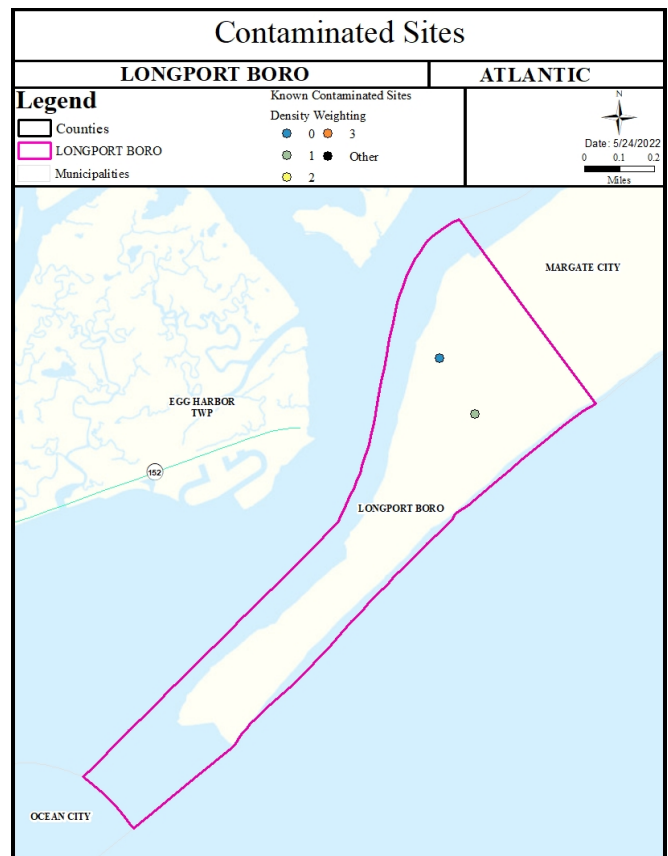 Contaminated Sites
LONGPORT BORO
ATLANTIC
Legend
Counties
LONGPORT BORO
Municipalities
Known Contaminated Sites
Density Weighting
0 3
1 Other
2
N
Date: 5/24/2022
0 0.1 0.2
Miles
MARGATE CITY
EGG HARBOR
TWP
152
LONGPORT BORO
OCEAN CITY